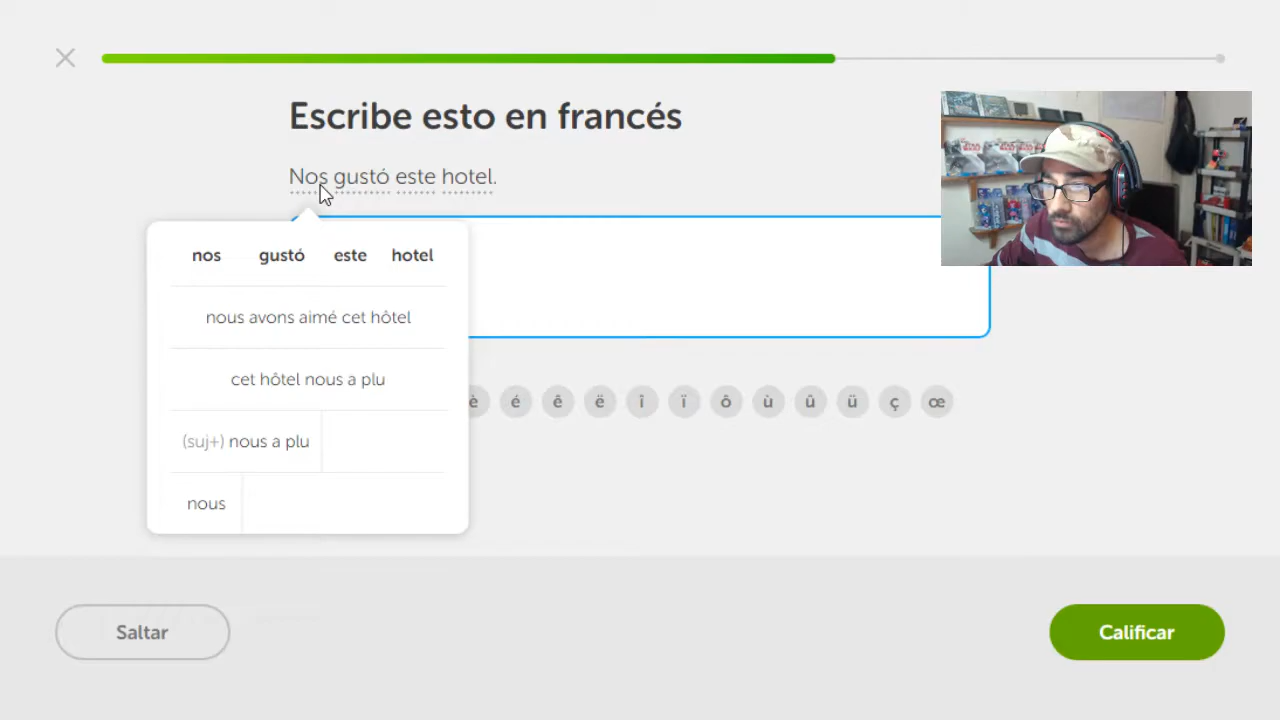 Escribe esto en francés
Nos gustó este hotel.
nos gustó este hotel
nous avons aimé cet hôtel
cet hôtel nous a plu
(suj+) nous a plu
nous
è é ê ë î ï ô ù û ü ç œ
Saltar
Calificar